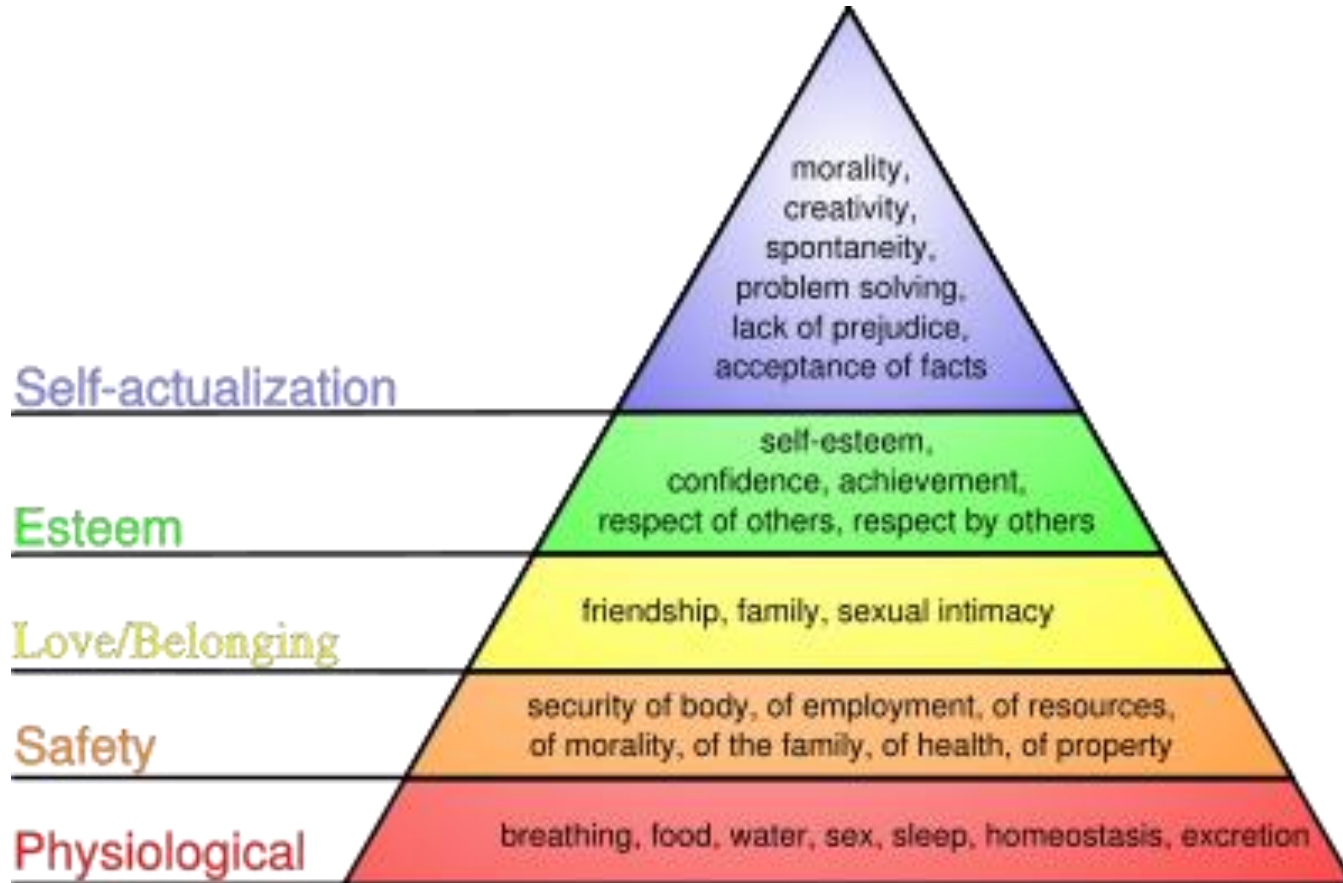 morality,
creativity,
spontaneity,
problem solving,
lack of prejudice,
acceptance of facts
Self-actualization
self-esteem,
confidence, achievement,
respect of others, respect by others
Esteem
friendship, family, sexual intimacy
Love/Belonging
security of body, of employment, of resources,
of morality, of the family, of health, of property
Safety
breathing, food, water, sex, sleep, homeostasis, excretion
Physiological